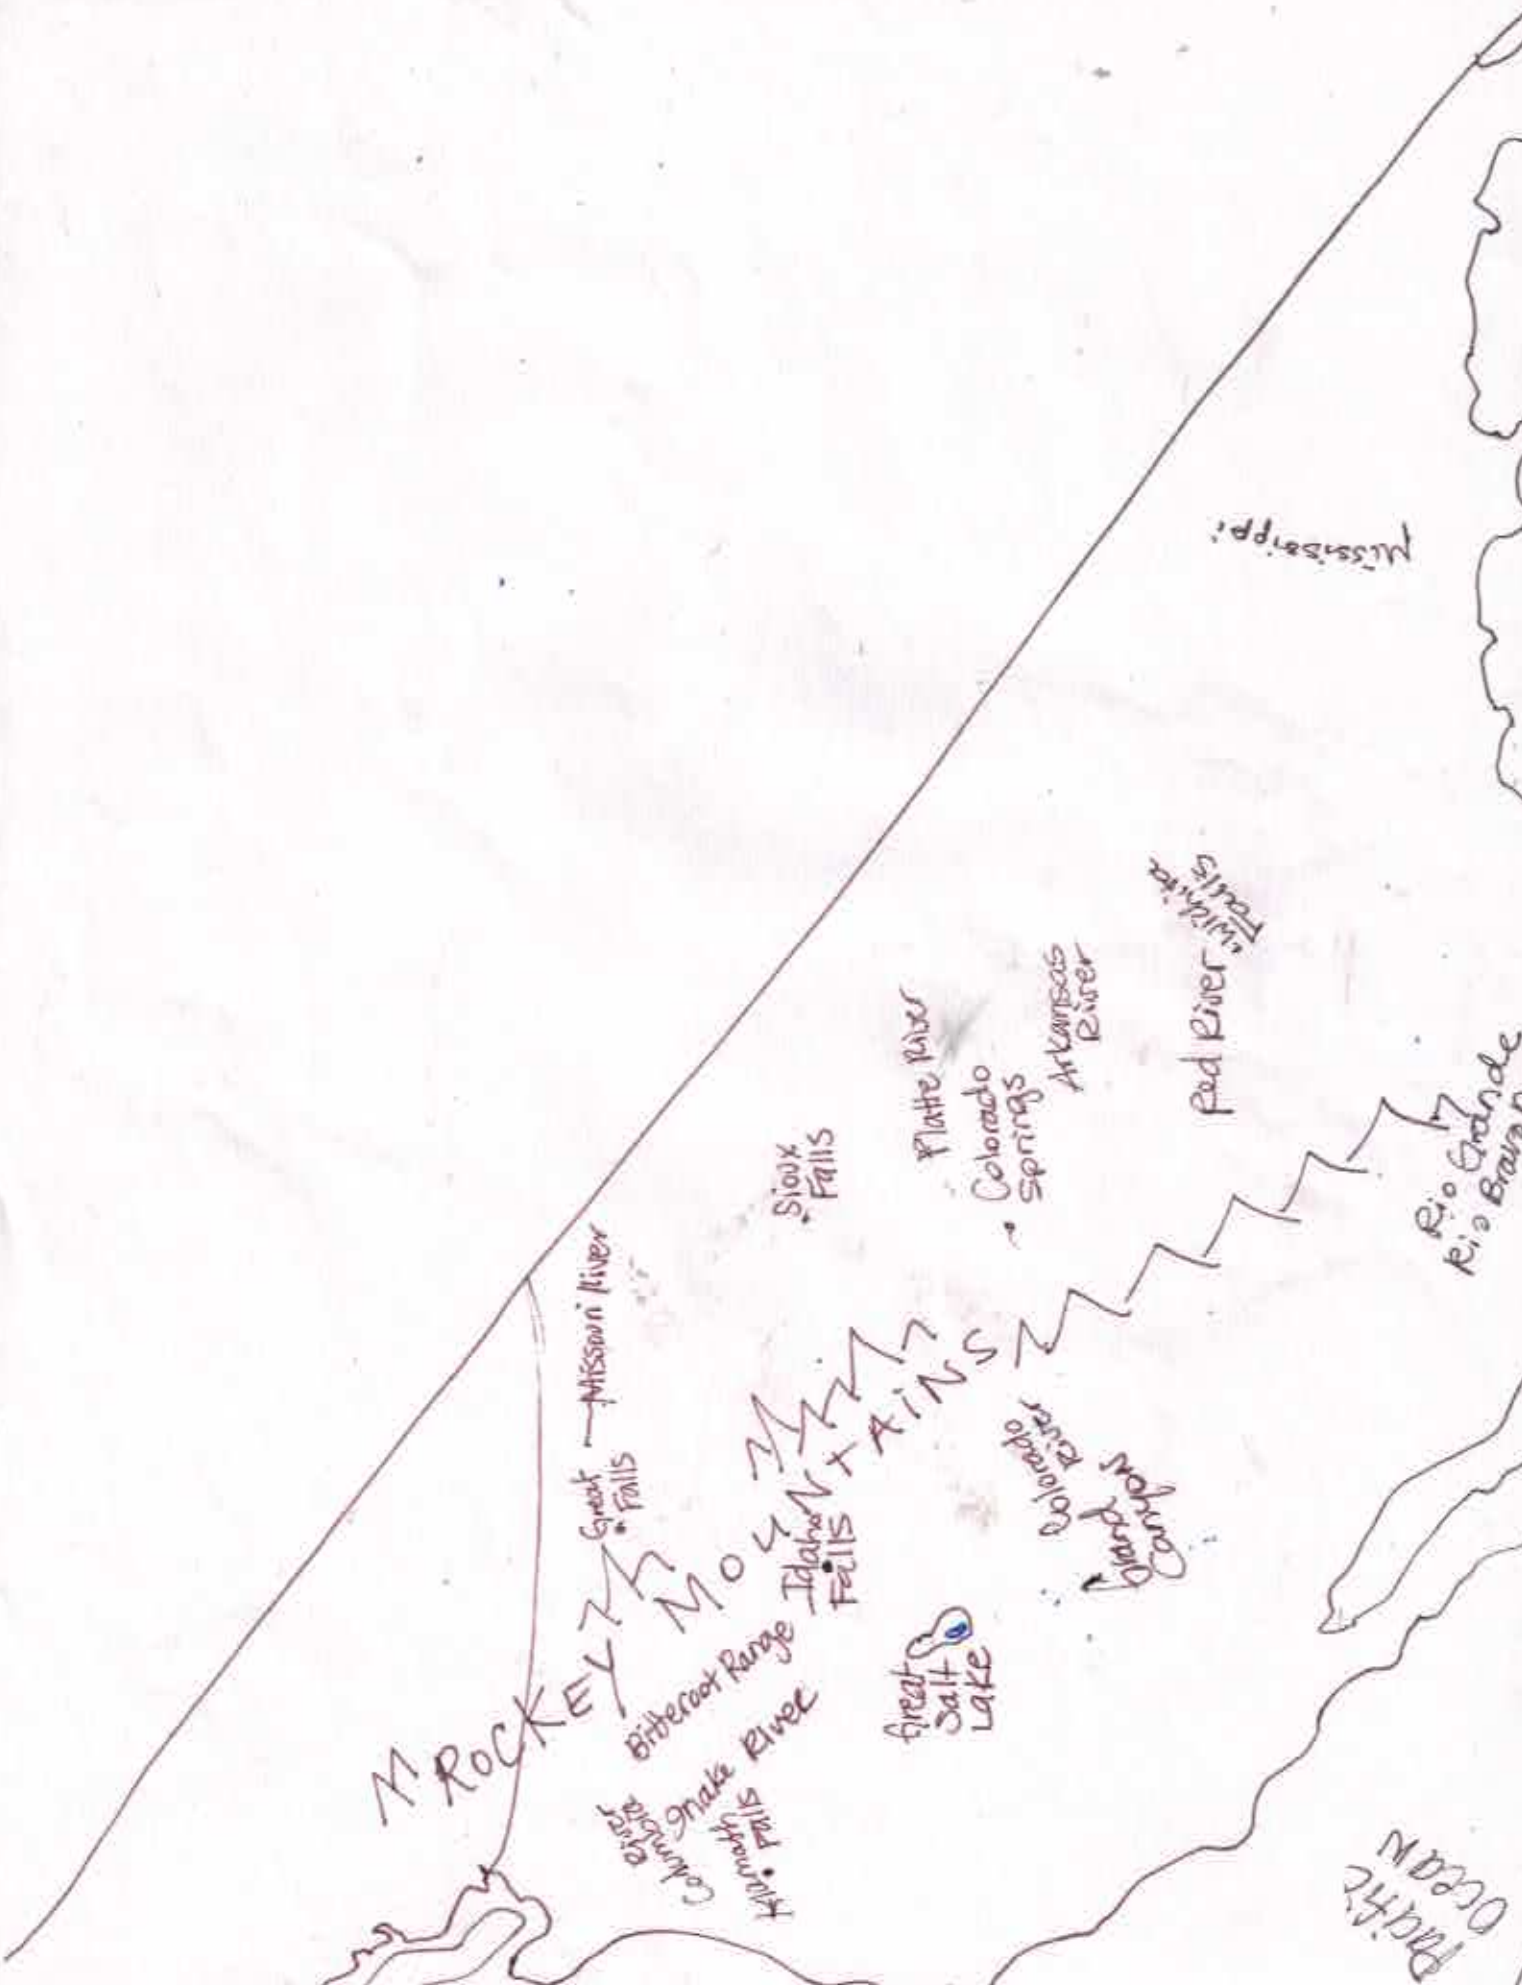 Mississippi
Wichita
Falls
Red River
Arkansas
River
Platte River
Colorado
Springs
Sioux
Falls
Missouri River
Great
Falls
ROCKEY MOUNTAINS
Idaho
Falls
Bitteroot Range
Snake River
River
Columbia
Klamath
Falls
Great
Salt
Lake
Colorado
River
Grand
Canyon
Rio Grande
Rio Bravo
Pacific
Ocean